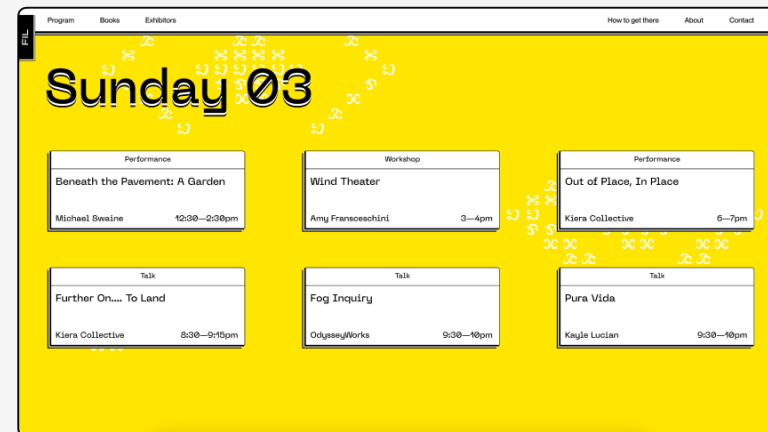 Program Books Exhibitors How to get there About Contact
FIL
Sunday 03
Performance
Beneath the Pavement: A Garden
Michael Swaine 12:30—2:30pm
Workshop
Wind Theater
Amy Fransceschini 3—4pm
Performance
Out of Place, In Place
Kiera Collective 6—7pm
Talk
Further On.... To Land
Kiera Collective 8:30—9:15pm
Talk
Fog Inquiry
OdysseyWorks 9:30—10pm
Talk
Pura Vida
Kayle Lucian 9:30—10pm